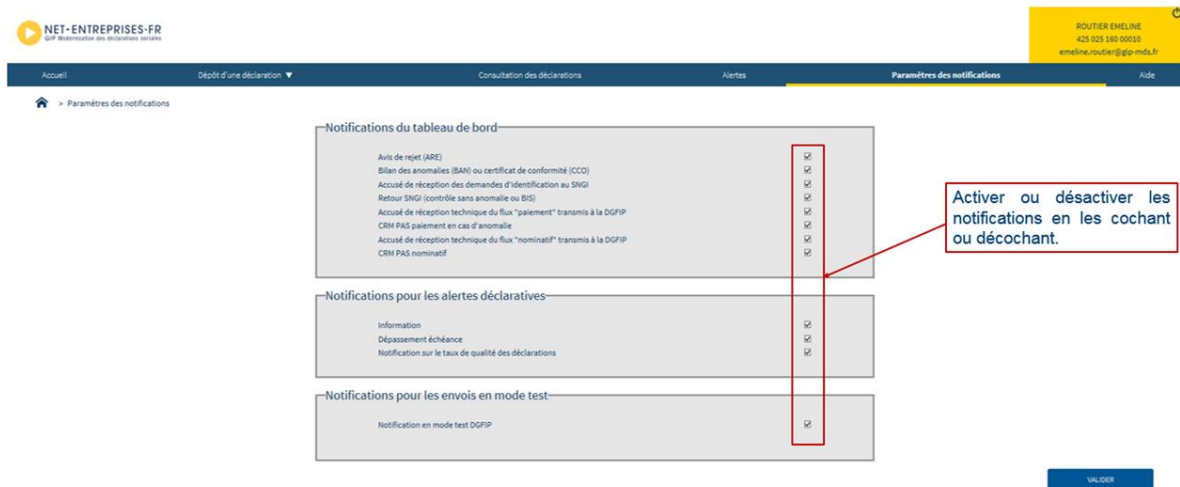 NET-ENTREPRISES·FR
GIP Modernisation des déclarations sociales
ROUTIER EMELINE
425 025 160 00010
emeline.routier@gip-mds.fr
Accueil Dépôt d'une déclaration ▼ Consultation des déclarations Alertes Paramètres des notifications Aide
> Paramètres des notifications
Notifications du tableau de bord
Avis de rejet (ARE)
Bilan des anomalies (BAN) ou certificat de conformité (CCO)
Accusé de réception des demandes d'identification au SNGI
Retour SNGI (contrôle sans anomalie ou BIS)
Accusé de réception technique du flux "paiement" transmis à la DGFIP
CRM PAS paiement en cas d'anomalie
Accusé de réception technique du flux "nominatif" transmis à la DGFIP
CRM PAS nominatif
Activer ou désactiver les
notifications en les cochant
ou décochant.
Notifications pour les alertes déclaratives
Information
Dépassement échéance
Notification sur le taux de qualité des déclarations
Notifications pour les envois en mode test
Notification en mode test DGFIP
VALIDER